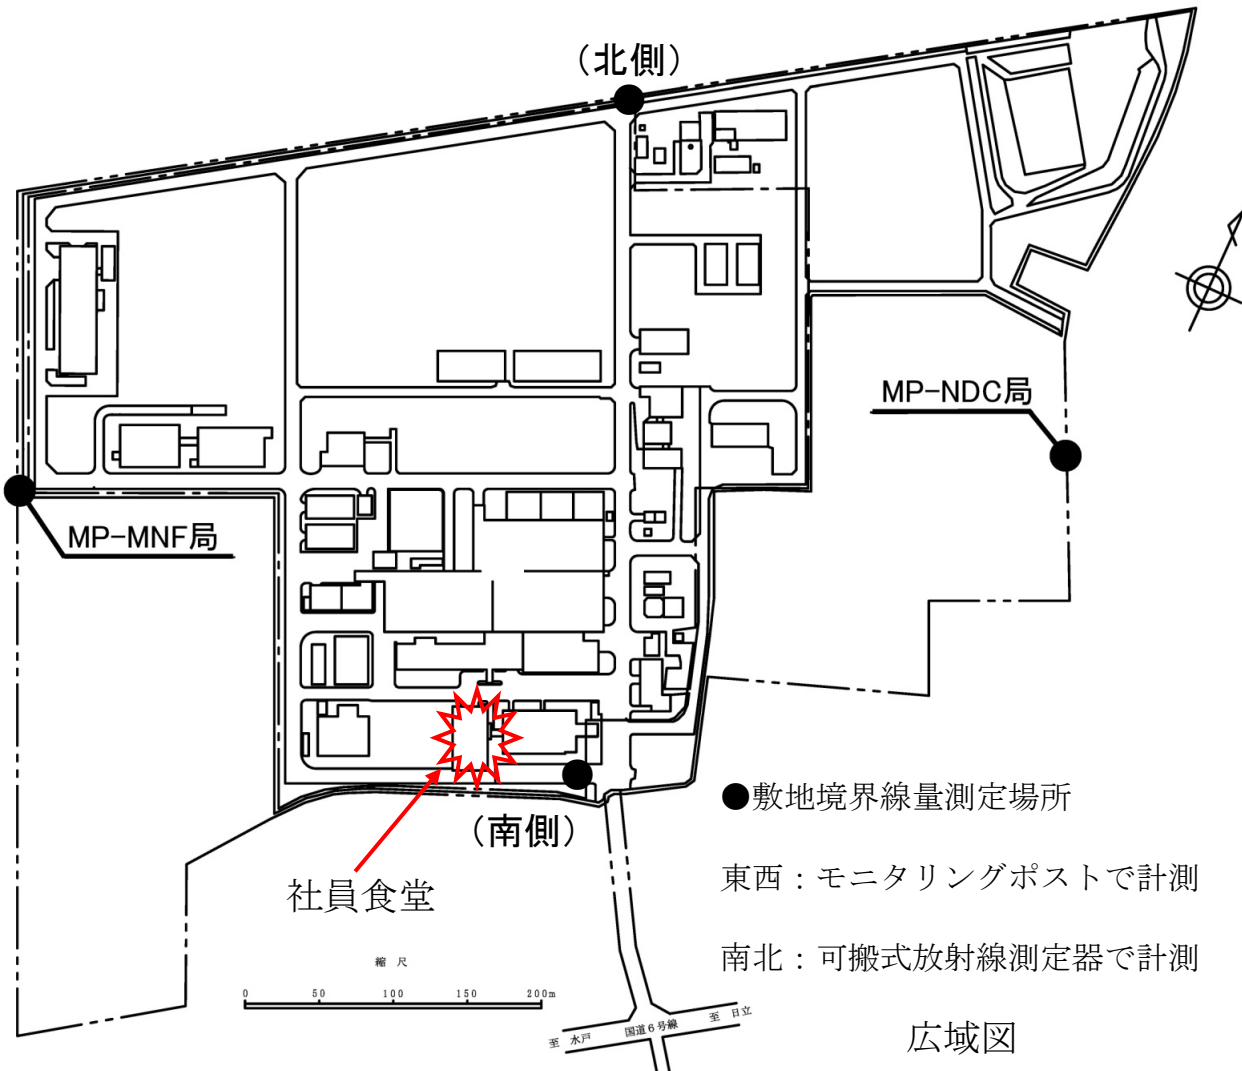 （北側）
MP-NDC局
MP-MNF局
（南側）
●敷地境界線量測定場所
社員食堂
東西：モニタリングポストで計測
南北：可搬式放射線測定器で計測
縮 尺
0 50 100 150 200m
至 水戸 国道6号線 至 日立
広域図